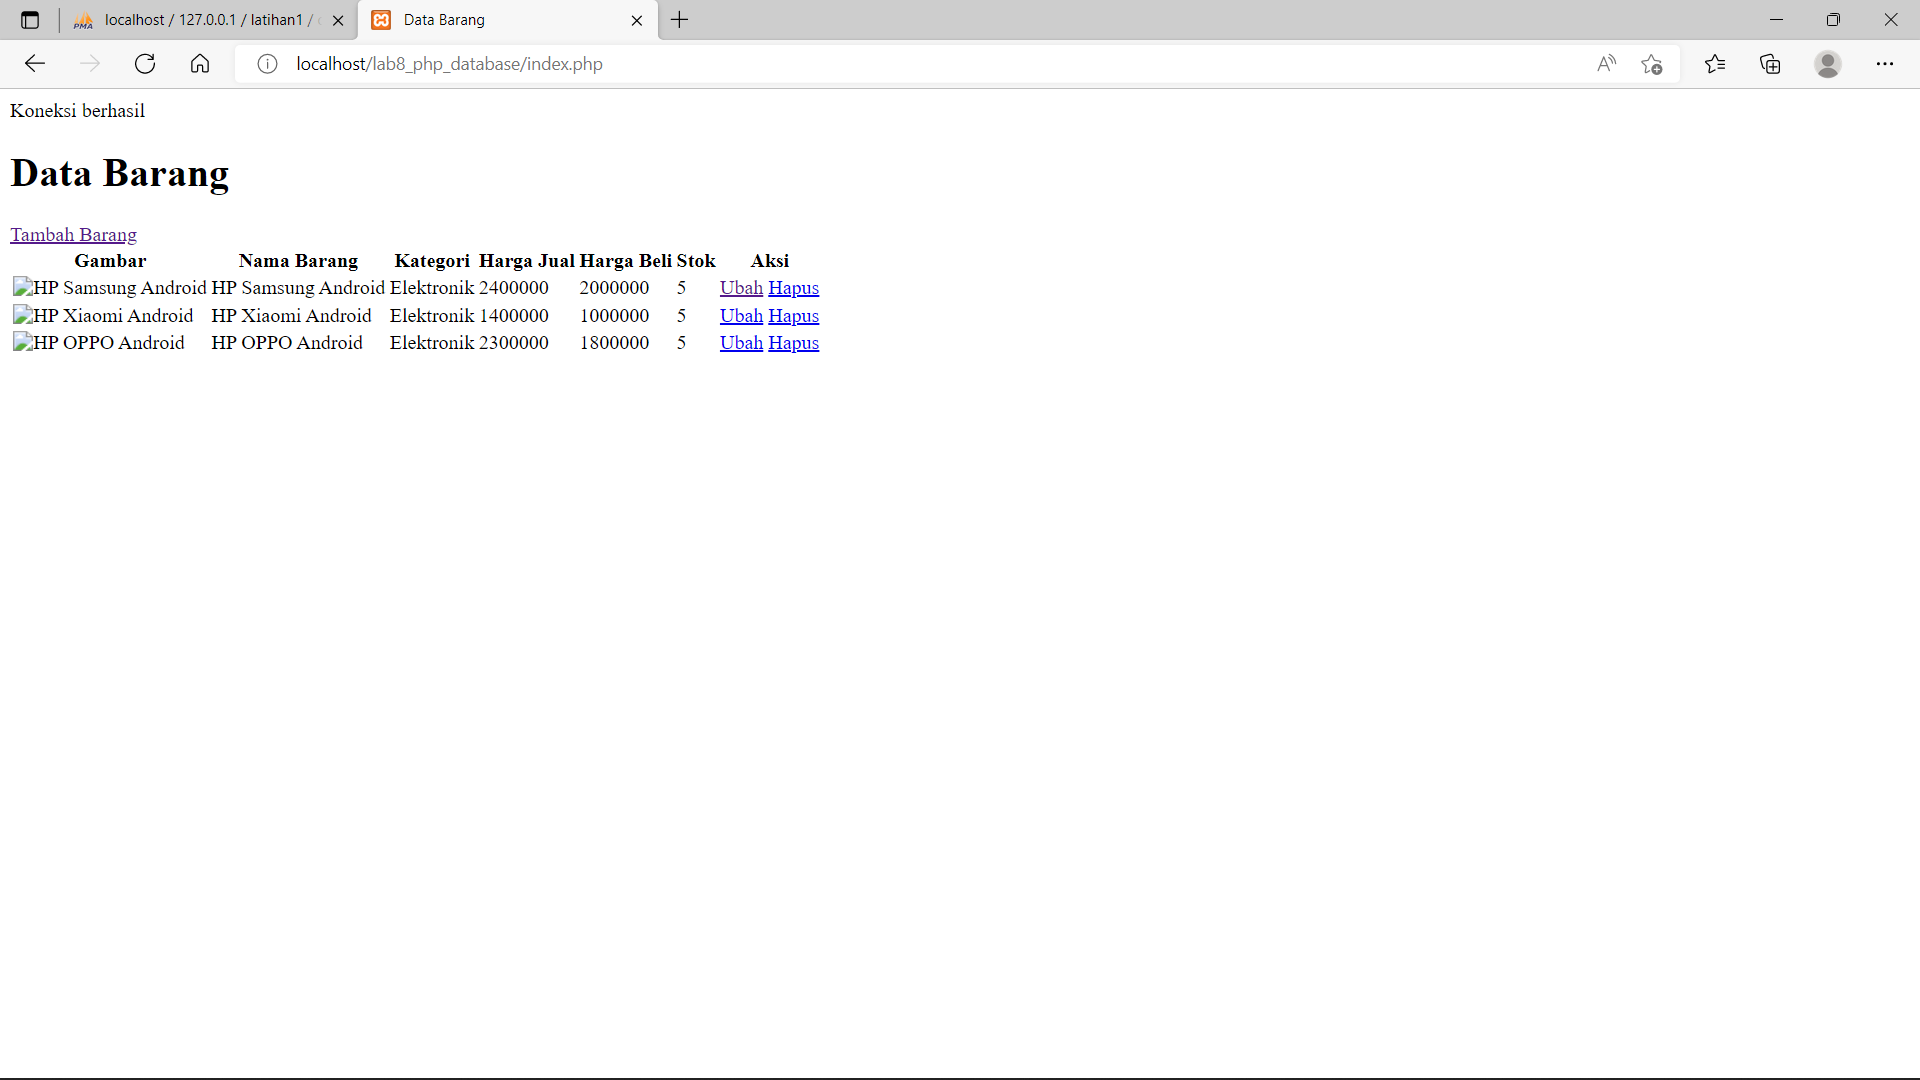 PMA localhost / 127.0.0.1 / latihan1 / Data Barang
localhost/lab8_php_database/index.php
Koneksi berhasil
Data Barang
Tambah Barang
Gambar Nama Barang Kategori Harga Jual Harga Beli Stok Aksi
HP Samsung Android HP Samsung Android Elektronik 2400000 2000000 5 Ubah Hapus
HP Xiaomi Android HP Xiaomi Android Elektronik 1400000 1000000 5 Ubah Hapus
HP OPPO Android HP OPPO Android Elektronik 2300000 1800000 5 Ubah Hapus